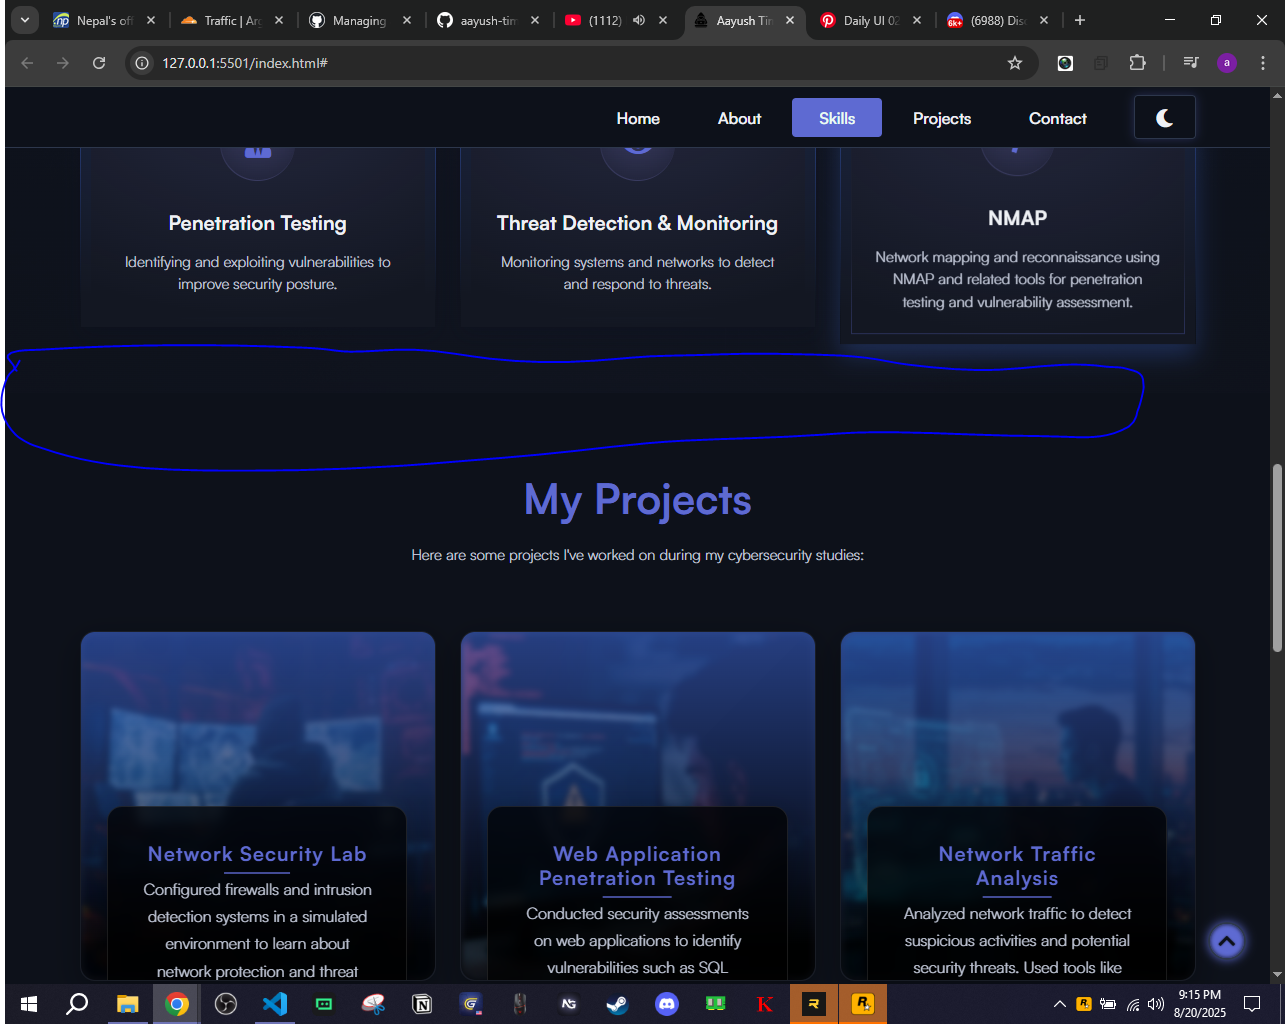 Nepal's off
Traffic | Arc
Managing
aayush-tim
(1112)
Aayush Tim
Daily UI 02
(6988) Disc
127.0.0.1:5501/index.html#
a
Home
About
Skills
Projects
Contact
Penetration Testing
Identifying and exploiting vulnerabilities to
improve security posture.
Threat Detection & Monitoring
Monitoring systems and networks to detect
and respond to threats.
NMAP
Network mapping and reconnaissance using
NMAP and related tools for penetration
testing and vulnerability assessment.
My Projects
Here are some projects I've worked on during my cybersecurity studies:
Network Security Lab
Configured firewalls and intrusion
detection systems in a simulated
environment to learn about
network protection and threat
Web Application
Penetration Testing
Conducted security assessments
on web applications to identify
vulnerabilities such as SQL
Network Traffic
Analysis
Analyzed network traffic to detect
suspicious activities and potential
security threats. Used tools like
9:15 PM
8/20/2025